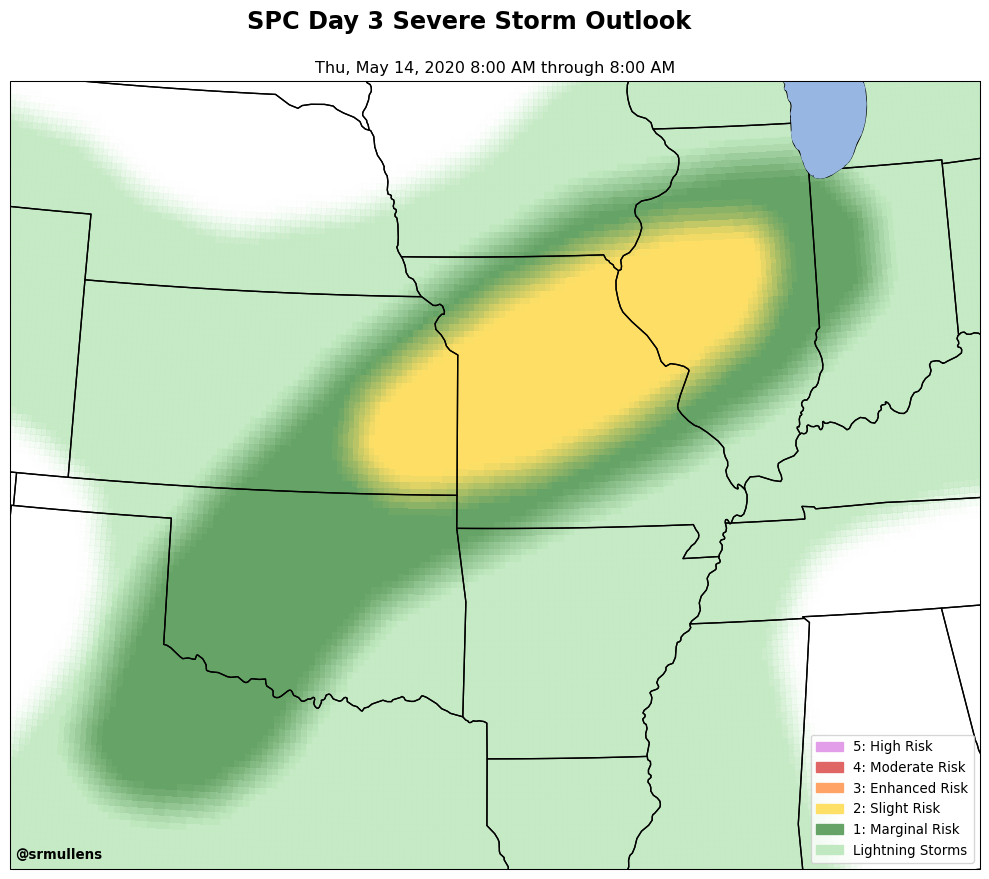 SPC Day 3 Severe Storm Outlook
Thu, May 14, 2020 8:00 AM through 8:00 AM
5: High Risk
4: Moderate Risk
3: Enhanced Risk
2: Slight Risk
1: Marginal Risk
Lightning Storms
@srmullens